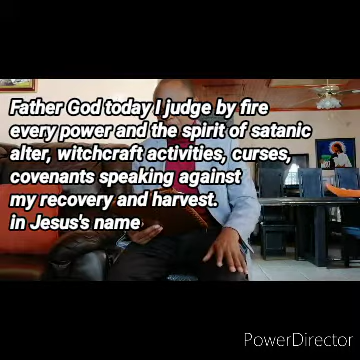 Father God today I judge by fire
every power and the spirit of satanic
alter, witchcraft activities, curses,
covenants speaking against
my recovery and harvest.
in Jesus's name
PowerDirector